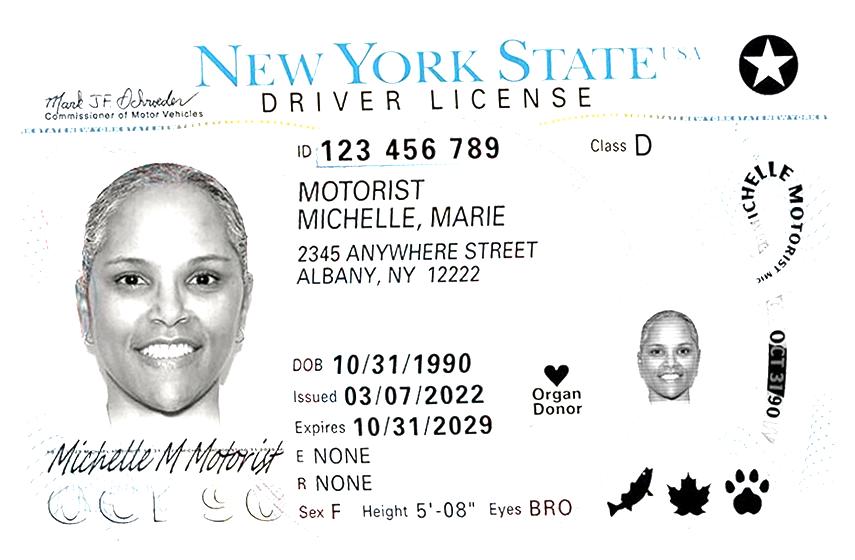 NEW YORK STATE USA
Mark J.F. Schroeder
Commissioner of Motor Vehicles
DRIVER LICENSE
ID 123 456 789
Class D
MOTORIST
MICHELLE, MARIE
2345 ANYWHERE STREET
ALBANY, NY 12222
MICHELLE MOTORIST MIC
DOB 10/31/1990
OCT 31 90
Issued 03/07/2022
Organ
Donor
Expires 10/31/2029
Michelle M Motorist
E NONE
R NONE
OCT 90
Sex F Height 5'-08" Eyes BRO